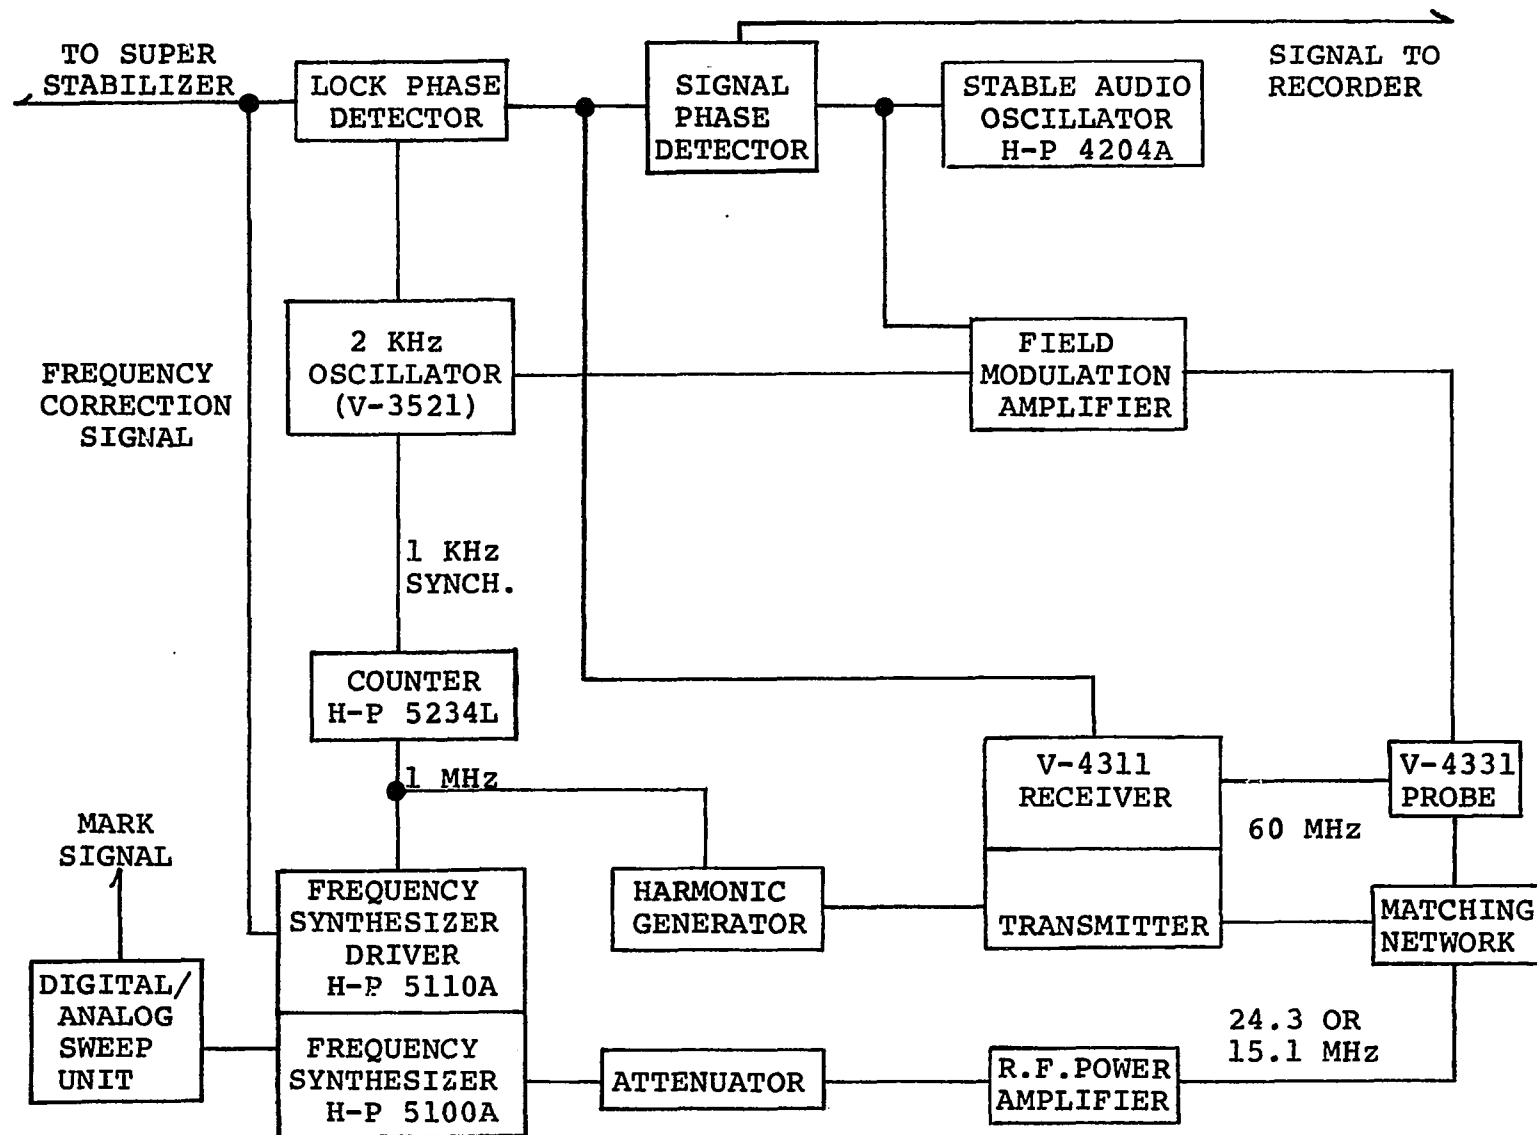 TO SUPER
STABILIZER
LOCK PHASE
DETECTOR
SIGNAL
PHASE
DETECTOR
STABLE AUDIO
OSCILLATOR
H-P 4204A
SIGNAL TO
RECORDER
2 KHz
OSCILLATOR
(V-3521)
FIELD
MODULATION
AMPLIFIER
FREQUENCY
CORRECTION
SIGNAL
1 KHz
SYNCH.
COUNTER
H-P 5234L
1 MHz
V-4311
RECEIVER
V-4331
PROBE
60 MHz
MARK
SIGNAL
FREQUENCY
SYNTHESIZER
DRIVER
H-P 5110A
HARMONIC
GENERATOR
TRANSMITTER
MATCHING
NETWORK
DIGITAL/
ANALOG
SWEEP
UNIT
FREQUENCY
SYNTHESIZER
H-P 5100A
ATTENUATOR
R.F.POWER
AMPLIFIER
24.3 OR
15.1 MHz